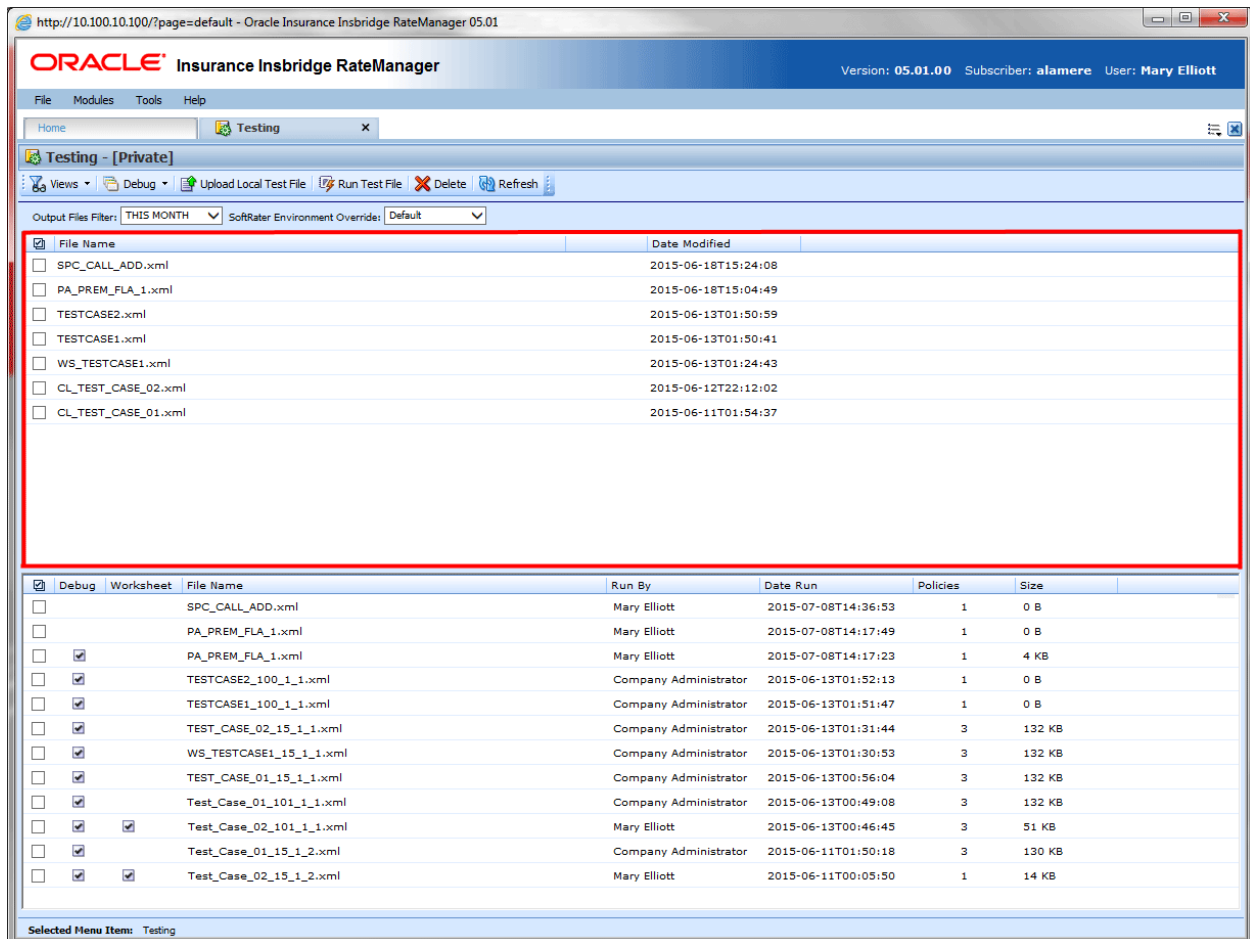 http://10.100.10.100/?page=default - Oracle Insurance Insbridge RateManager 05.01
ORACLE Insurance Insbridge RateManager
Version: 05.01.00 Subscriber: alamere User: Mary Elliott
File Modules Tools Help
Home Testing x
Testing - [Private]
Views Debug Upload Local Test File Run Test File Delete Refresh
Output Files Filter: THIS MONTH SoftRater Environment Override: Default
File Name Date Modified
SPC_CALL_ADD.xml 2015-06-18T15:24:08
PA_PREM_FLA_1.xml 2015-06-18T15:04:49
TESTCASE2.xml 2015-06-13T01:50:59
TESTCASE1.xml 2015-06-13T01:50:41
WS_TESTCASE1.xml 2015-06-13T01:24:43
CL_TEST_CASE_02.xml 2015-06-12T22:12:02
CL_TEST_CASE_01.xml 2015-06-11T01:54:37
Debug Worksheet File Name Run By Date Run Policies Size
SPC_CALL_ADD.xml Mary Elliott 2015-07-08T14:36:53 1 0 B
PA_PREM_FLA_1.xml Mary Elliott 2015-07-08T14:17:49 1 0 B
PA_PREM_FLA_1.xml Mary Elliott 2015-07-08T14:17:23 1 4 KB
TESTCASE2_100_1_1.xml Company Administrator 2015-06-13T01:52:13 1 0 B
TESTCASE1_100_1_1.xml Company Administrator 2015-06-13T01:51:47 1 0 B
TEST_CASE_02_15_1_1.xml Company Administrator 2015-06-13T01:31:44 3 132 KB
WS_TESTCASE1_15_1_1.xml Company Administrator 2015-06-13T01:30:53 3 132 KB
TEST_CASE_01_15_1_1.xml Company Administrator 2015-06-13T00:56:04 3 132 KB
Test_Case_01_101_1_1.xml Company Administrator 2015-06-13T00:49:08 3 132 KB
Test_Case_02_101_1_1.xml Mary Elliott 2015-06-13T00:46:45 3 51 KB
Test_Case_01_15_1_2.xml Company Administrator 2015-06-11T01:50:18 3 130 KB
Test_Case_02_15_1_2.xml Mary Elliott 2015-06-11T00:05:50 1 14 KB
Selected Menu Item: Testing